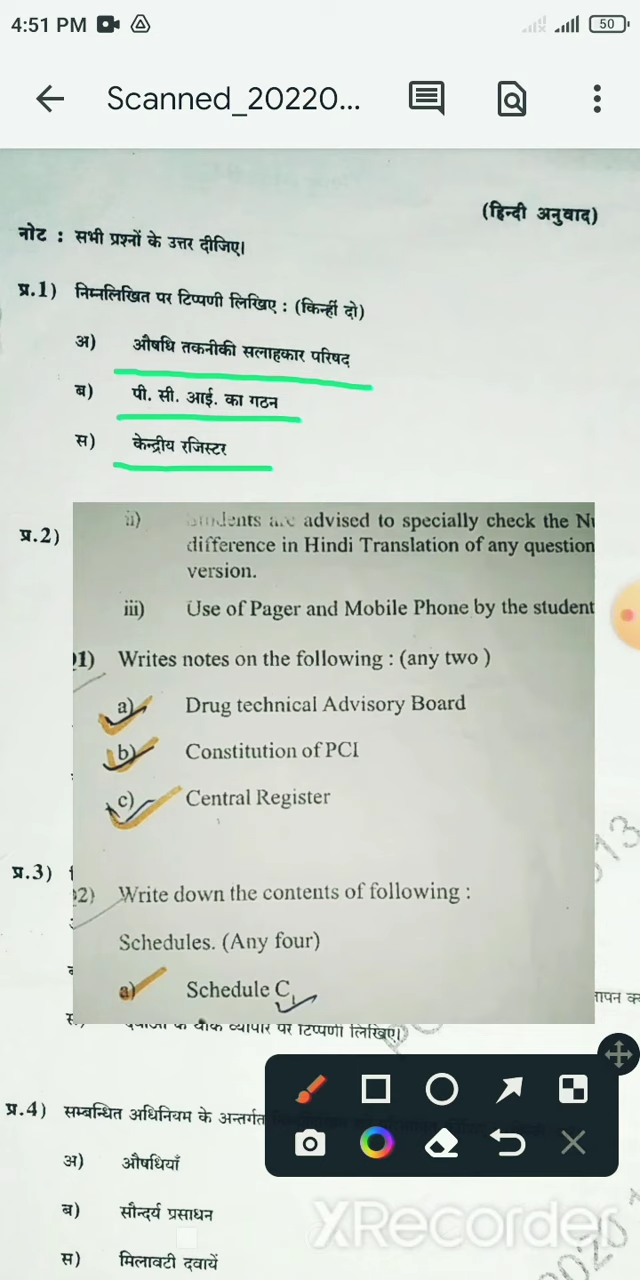 4:51 PM
50
Scanned_20220...
(हिन्दी अनुवाद)
नोट : सभी प्रश्नों के उत्तर दीजिए।
प्र.1) निम्नलिखित पर टिप्पणी लिखिए : (किन्हीं दो)
अ) औषधि तकनीकी सलाहकार परिषद
ब) पी. सी. आई. का गठन
स) केन्द्रीय रजिस्टर
प्र.2)
ii) Students are advised to specially check the
difference in Hindi Translation of any question
version.
iii) Use of Pager and Mobile Phone by the student
1) Writes notes on the following : (any two )
a) Drug technical Advisory Board
b) Constitution of PCI
c) Central Register
प्र.3)
2) Write down the contents of following :
Schedules. (Any four)
a) Schedule C1
व्यापार पर टिप्पणी लिखिए।
प्र.4) सम्बन्धित अधिनियम के अन्तर्गत
अ) औषधियाँ
ब) सौन्दर्य प्रसाधन
स) मिलावटी दवायें
XRecorder